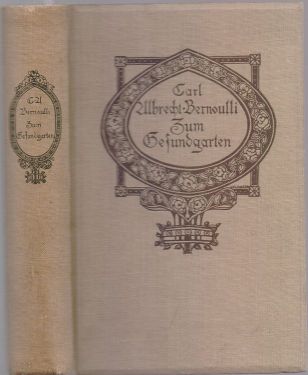 C.A.
Bernoulli
Zum
Gesundgarten
Carl
Albrecht-Bernoulli
Zum
Gesundgarten